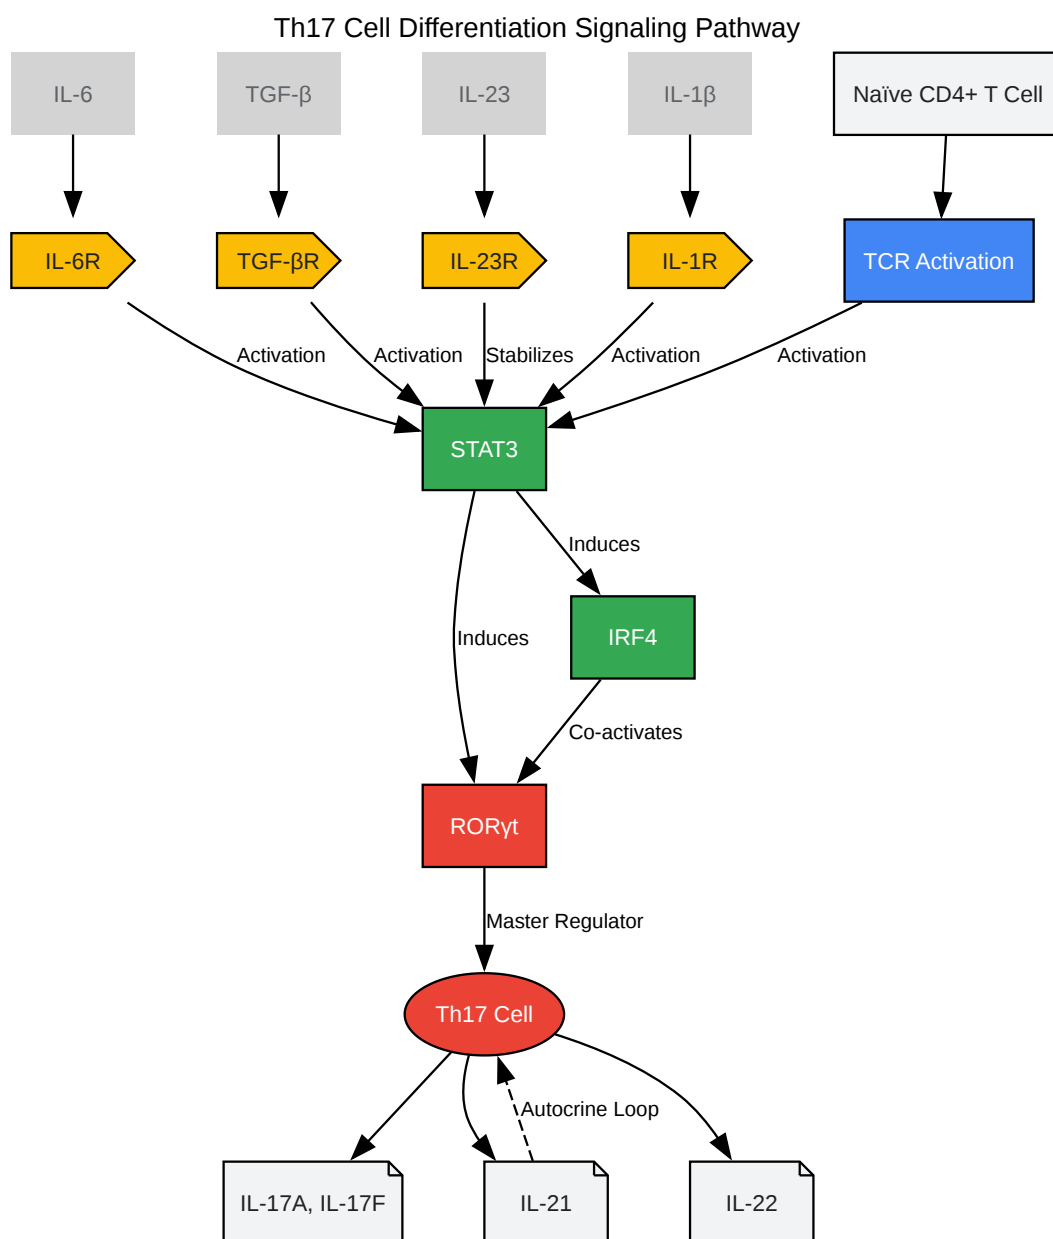 Th17 Cell Differentiation Signaling Pathway
IL-6
TGF-β
IL-23
IL-1β
Naïve CD4+ T Cell
IL-6R
TGF-βR
IL-23R
IL-1R
TCR Activation
Activation
Activation
Stabilizes
Activation
Activation
STAT3
Induces
IRF4
Induces
Co-activates
RORγt
Master Regulator
Th17 Cell
Autocrine Loop
IL-17A, IL-17F
IL-21
IL-22